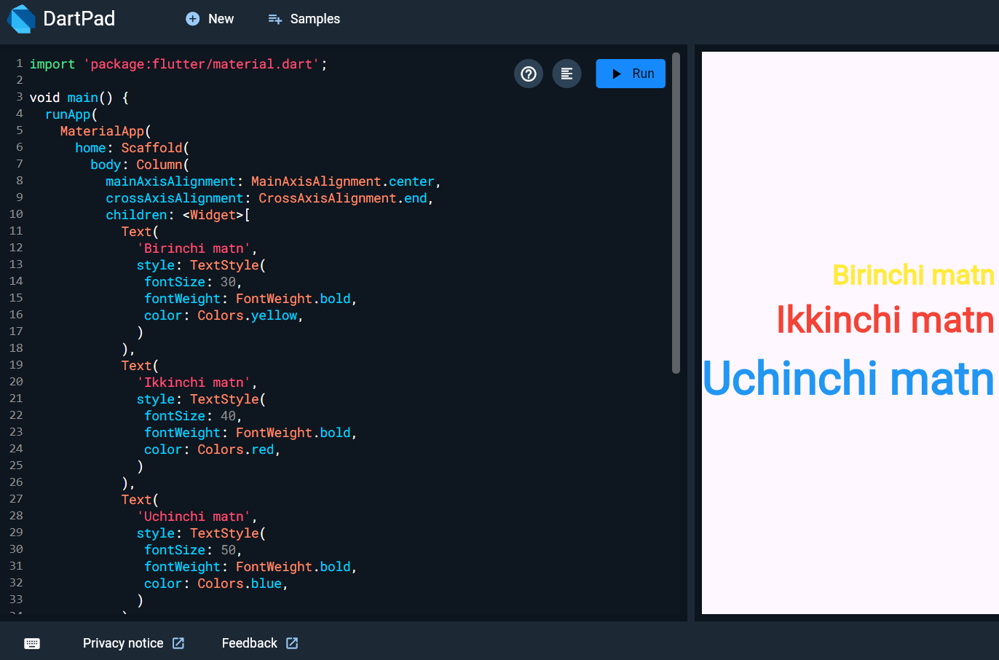 DartPad
New
Samples
Run
1 import 'package:flutter/material.dart';
2
3 void main() {
4   runApp(
5     MaterialApp(
6       home: Scaffold(
7         body: Column(
8           mainAxisAlignment: MainAxisAlignment.center,
9           crossAxisAlignment: CrossAxisAlignment.end,
10           children: <Widget>[
11             Text(
12               'Birinchi matn',
13               style: TextStyle(
14                fontSize: 30,
15                fontWeight: FontWeight.bold,
16                color: Colors.yellow,
17               )
18             ),
19             Text(
20               'Ikkinchi matn',
21               style: TextStyle(
22                fontSize: 40,
23                fontWeight: FontWeight.bold,
24                color: Colors.red,
25               )
26             ),
27             Text(
28               'Uchinchi matn',
29               style: TextStyle(
30                fontSize: 50,
31                fontWeight: FontWeight.bold,
32                color: Colors.blue,
33               )
Birinchi matn
Ikkinchi matn
Uchinchi matn
Privacy notice
Feedback